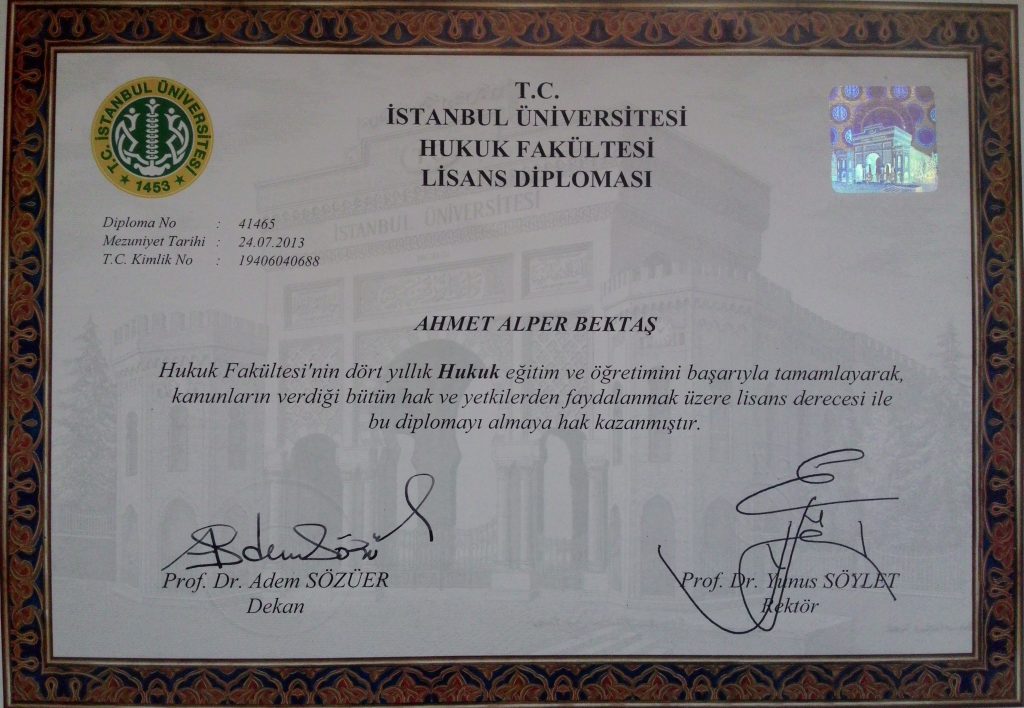 T.C. İSTANBUL ÜNİVERSİTESİ
1453
T.C.
İSTANBUL ÜNİVERSİTESİ
HUKUK FAKÜLTESİ
LİSANS DİPLOMASI
Diploma No : 41465
Mezuniyet Tarihi : 24.07.2013
T.C. Kimlik No : 19406040688
İSTANBUL ÜNİVERSİTESİ
AHMET ALPER BEKTAŞ
Hukuk Fakültesi'nin dört yıllık Hukuk eğitim ve öğretimini başarıyla tamamlayarak,
kanunların verdiği bütün hak ve yetkilerden faydalanmak üzere lisans derecesi ile
bu diplomayı almaya hak kazanmıştır.
Prof. Dr. Adem SÖZÜER
Dekan
Prof. Dr. Yunus SÖYLET
Rektör